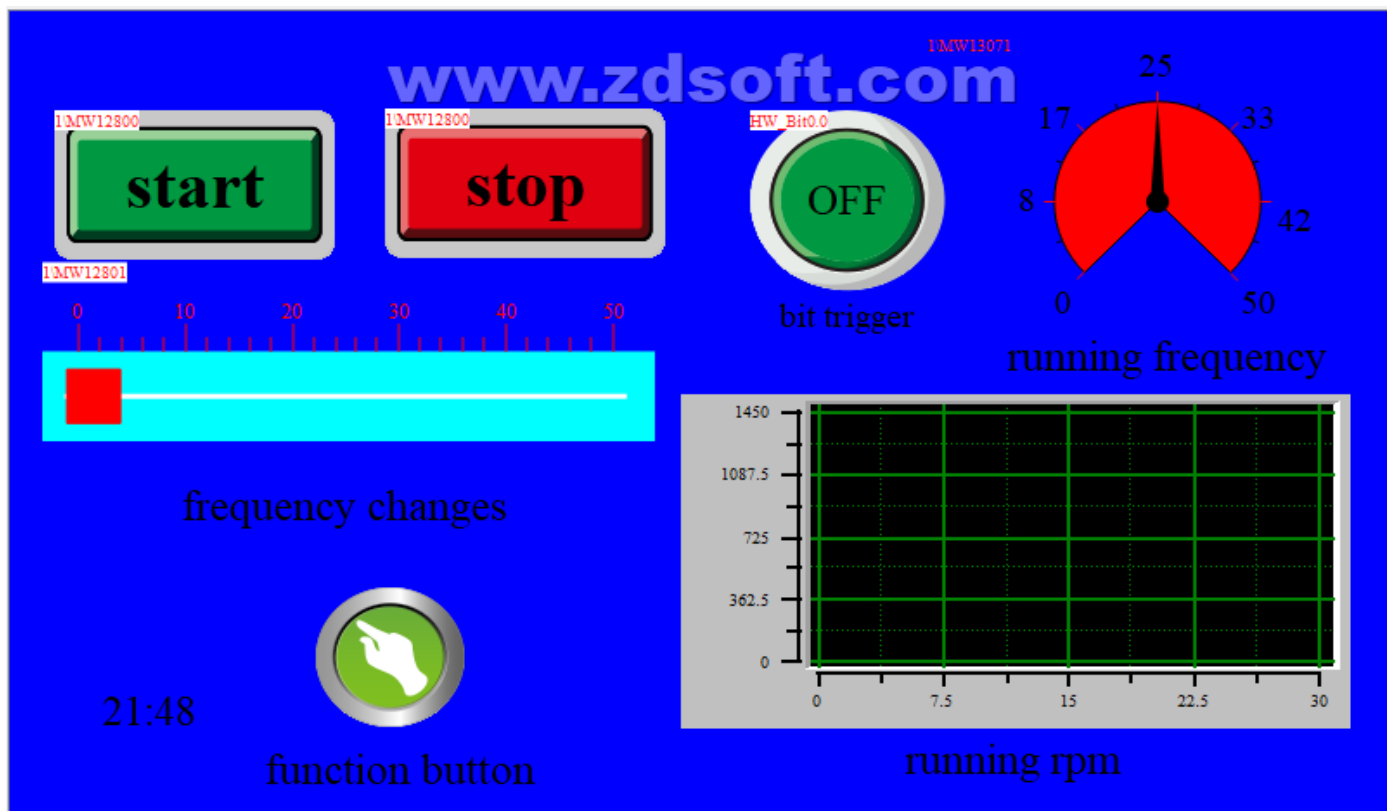 1\MW13071
www.zdsoft.com
25
1\MW12800
1\MW12800
HW_Bit0.0
17
33
start
stop
OFF
8
42
1\MW12801
0
50
0 10 20 30 40 50
bit trigger
running frequency
1450
1087.5
725
362.5
0
0 7.5 15 22.5 30
frequency changes
21:48
function button
running rpm